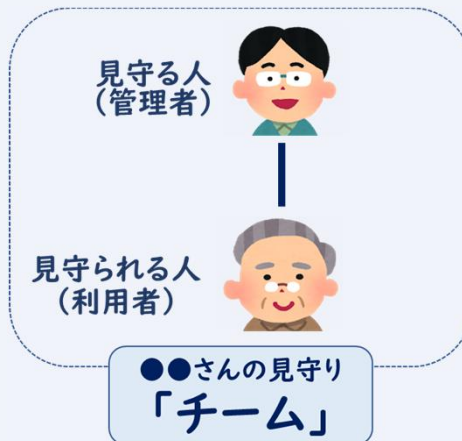 見守る人
（管理者）
見守られる人
（利用者）
●●さんの見守り
「チーム」